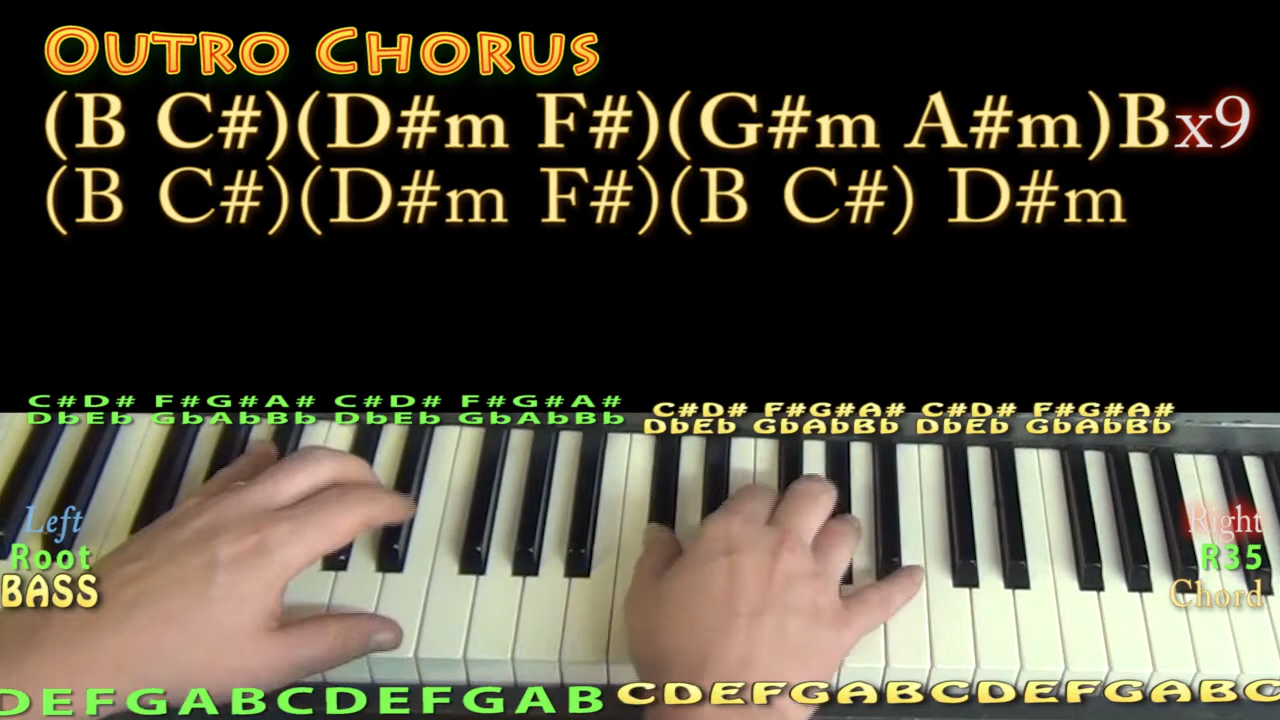 OUTRO CHORUS
(B C#)(D#m F#)(G#m A#m)Bx9
(B C#)(D#m F#)(B C#) D#m
C#D# F#G#A# C#D# F#G#A#
DbEb GbAbBb DbEb GbAbBb
C#D# F#G#A# C#D# F#G#A#
DbEb GbAbBb DbEb GbAbBb
Left
Root
BASS
Right
R35
Chord
DEFGABCDEFGAB
CDEFGABCDEFGABC